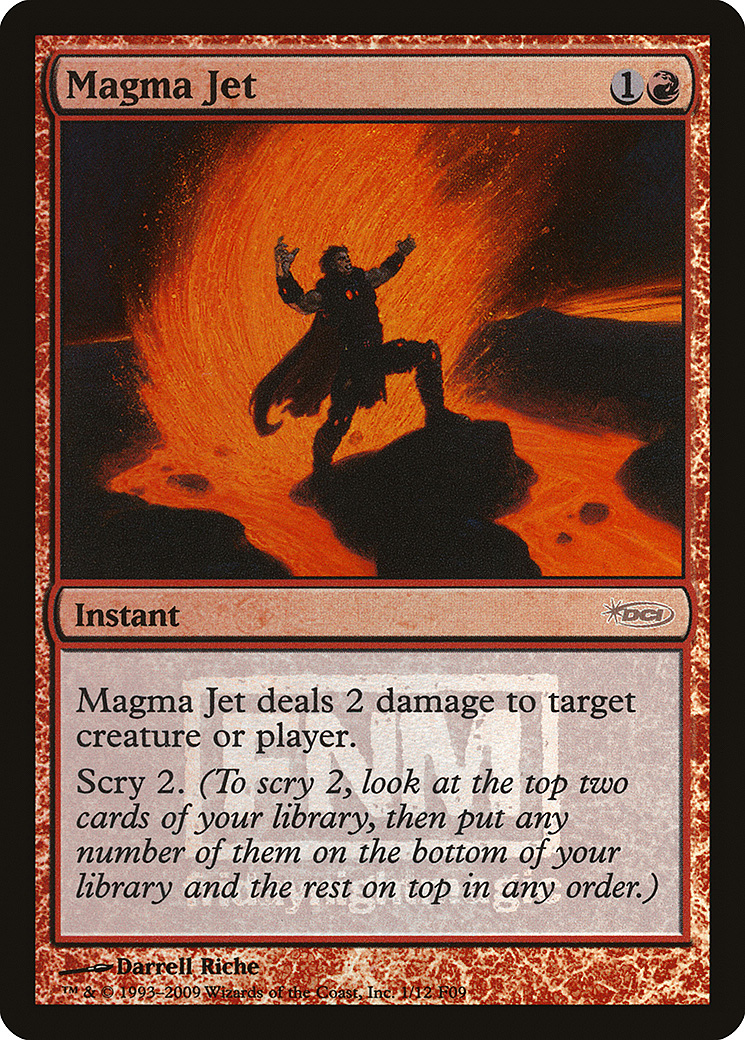 Magma Jet 1
Instant DCI
Magma Jet deals 2 damage to target
creature or player.
Scry 2. (To scry 2, look at the top two
cards of your library, then put any
number of them on the bottom of your
library and the rest on top in any order.)
FNM
friday night magic
Darrell Riche
™ & © 1993–2009 Wizards of the Coast, Inc. 1/12 F09